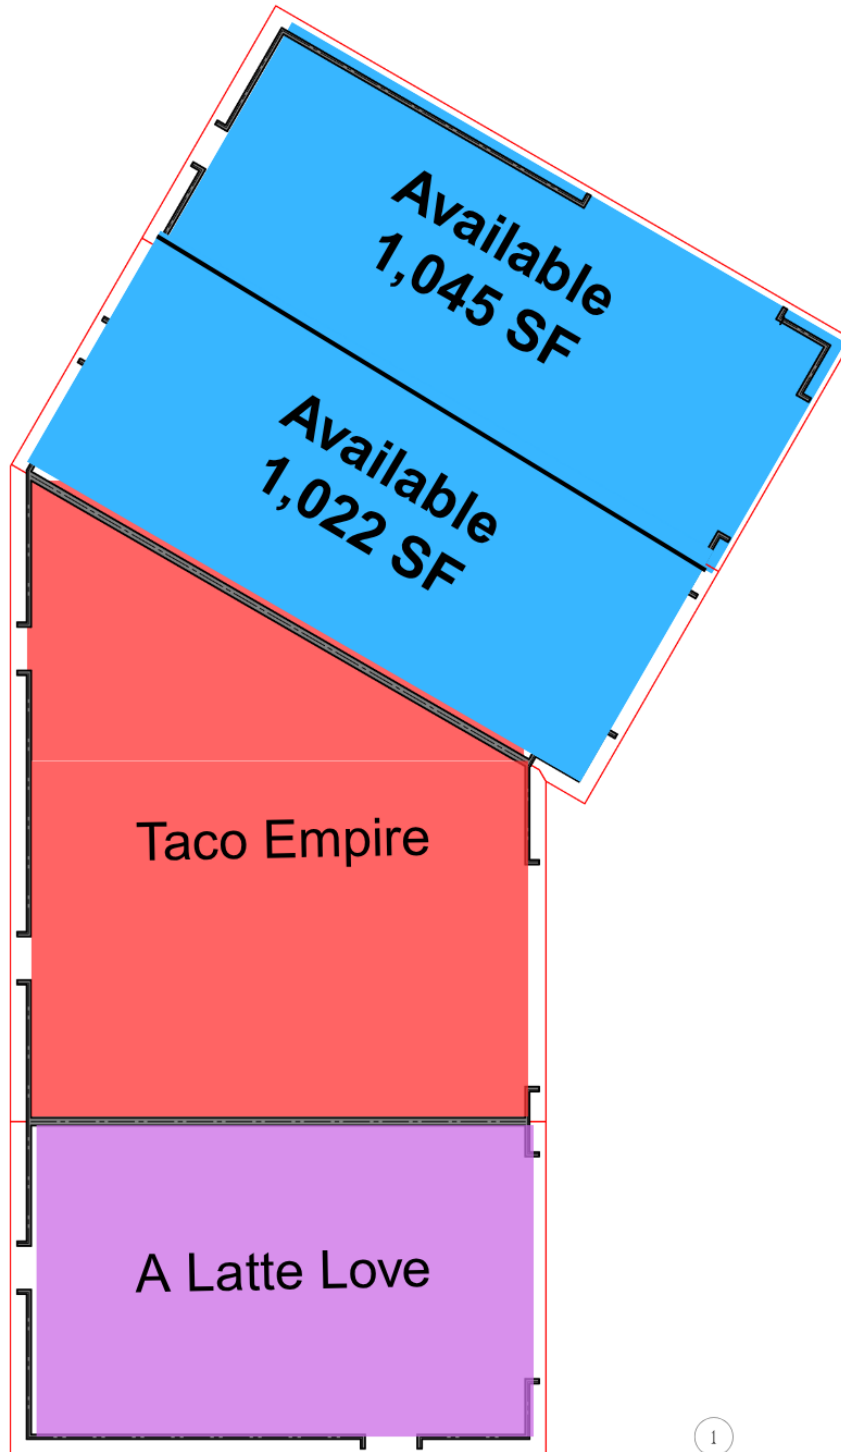 Available
1,045 SF
Available
1,022 SF
Taco Empire
A Latte Love
1